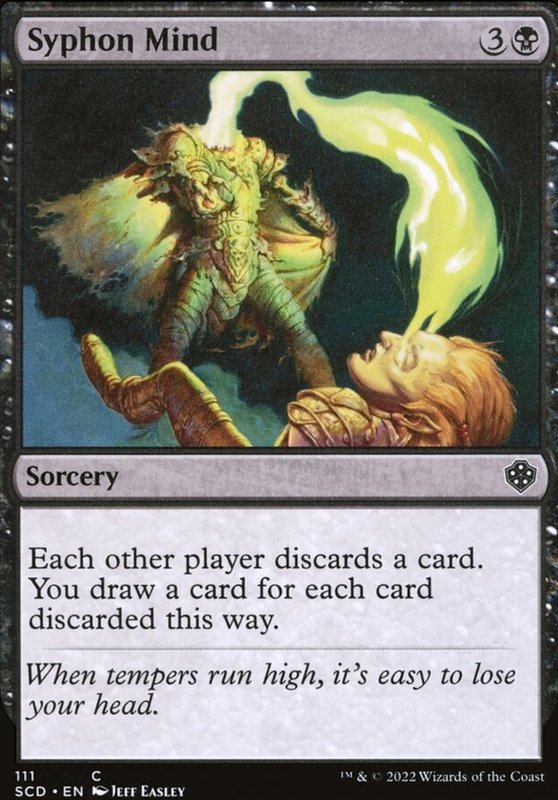 Syphon Mind 3
Sorcery
Each other player discards a card.
You draw a card for each card
discarded this way.
When tempers run high, it's easy to lose
your head.
111 C
SCD • EN Jeff Easley
™ & © 2022 Wizards of the Coast